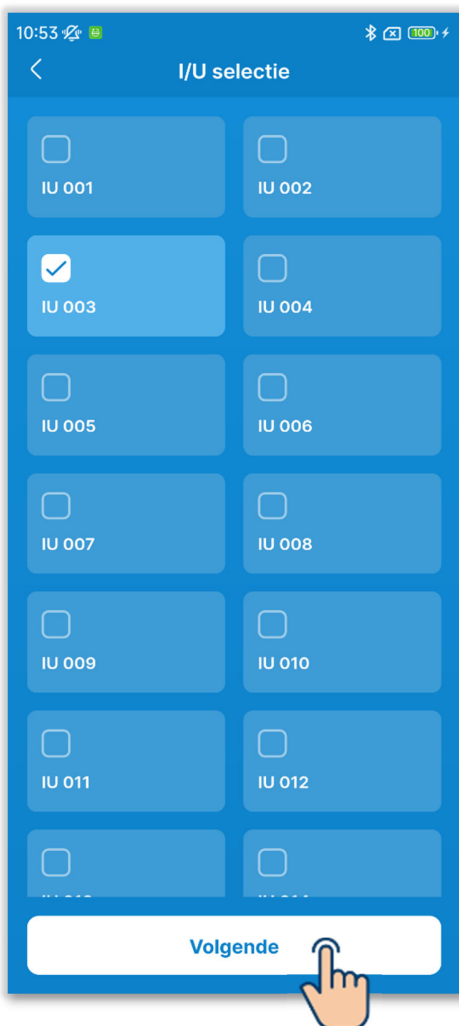 10:53
100
I/U selectie
IU 001
IU 002
IU 003
IU 004
IU 005
IU 006
IU 007
IU 008
IU 009
IU 010
IU 011
IU 012
Volgende